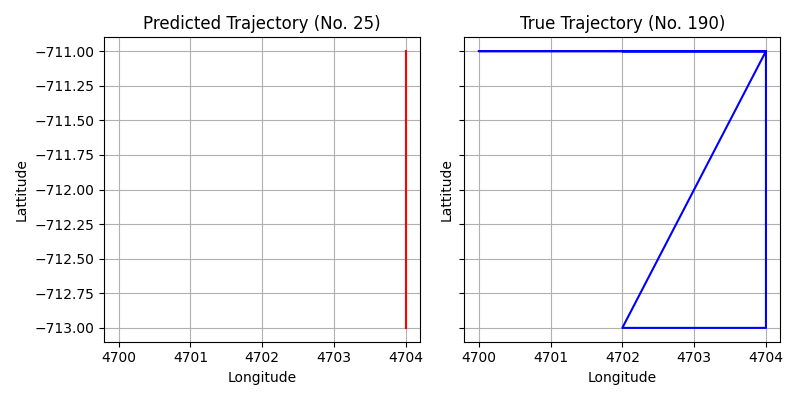 Predicted Trajectory (No. 25)
True Trajectory (No. 190)
−711.00
−711.25
−711.50
−711.75
−712.00
−712.25
−712.50
−712.75
−713.00
Lattitude
Lattitude
4700 4701 4702 4703 4704
4700 4701 4702 4703 4704
Longitude
Longitude